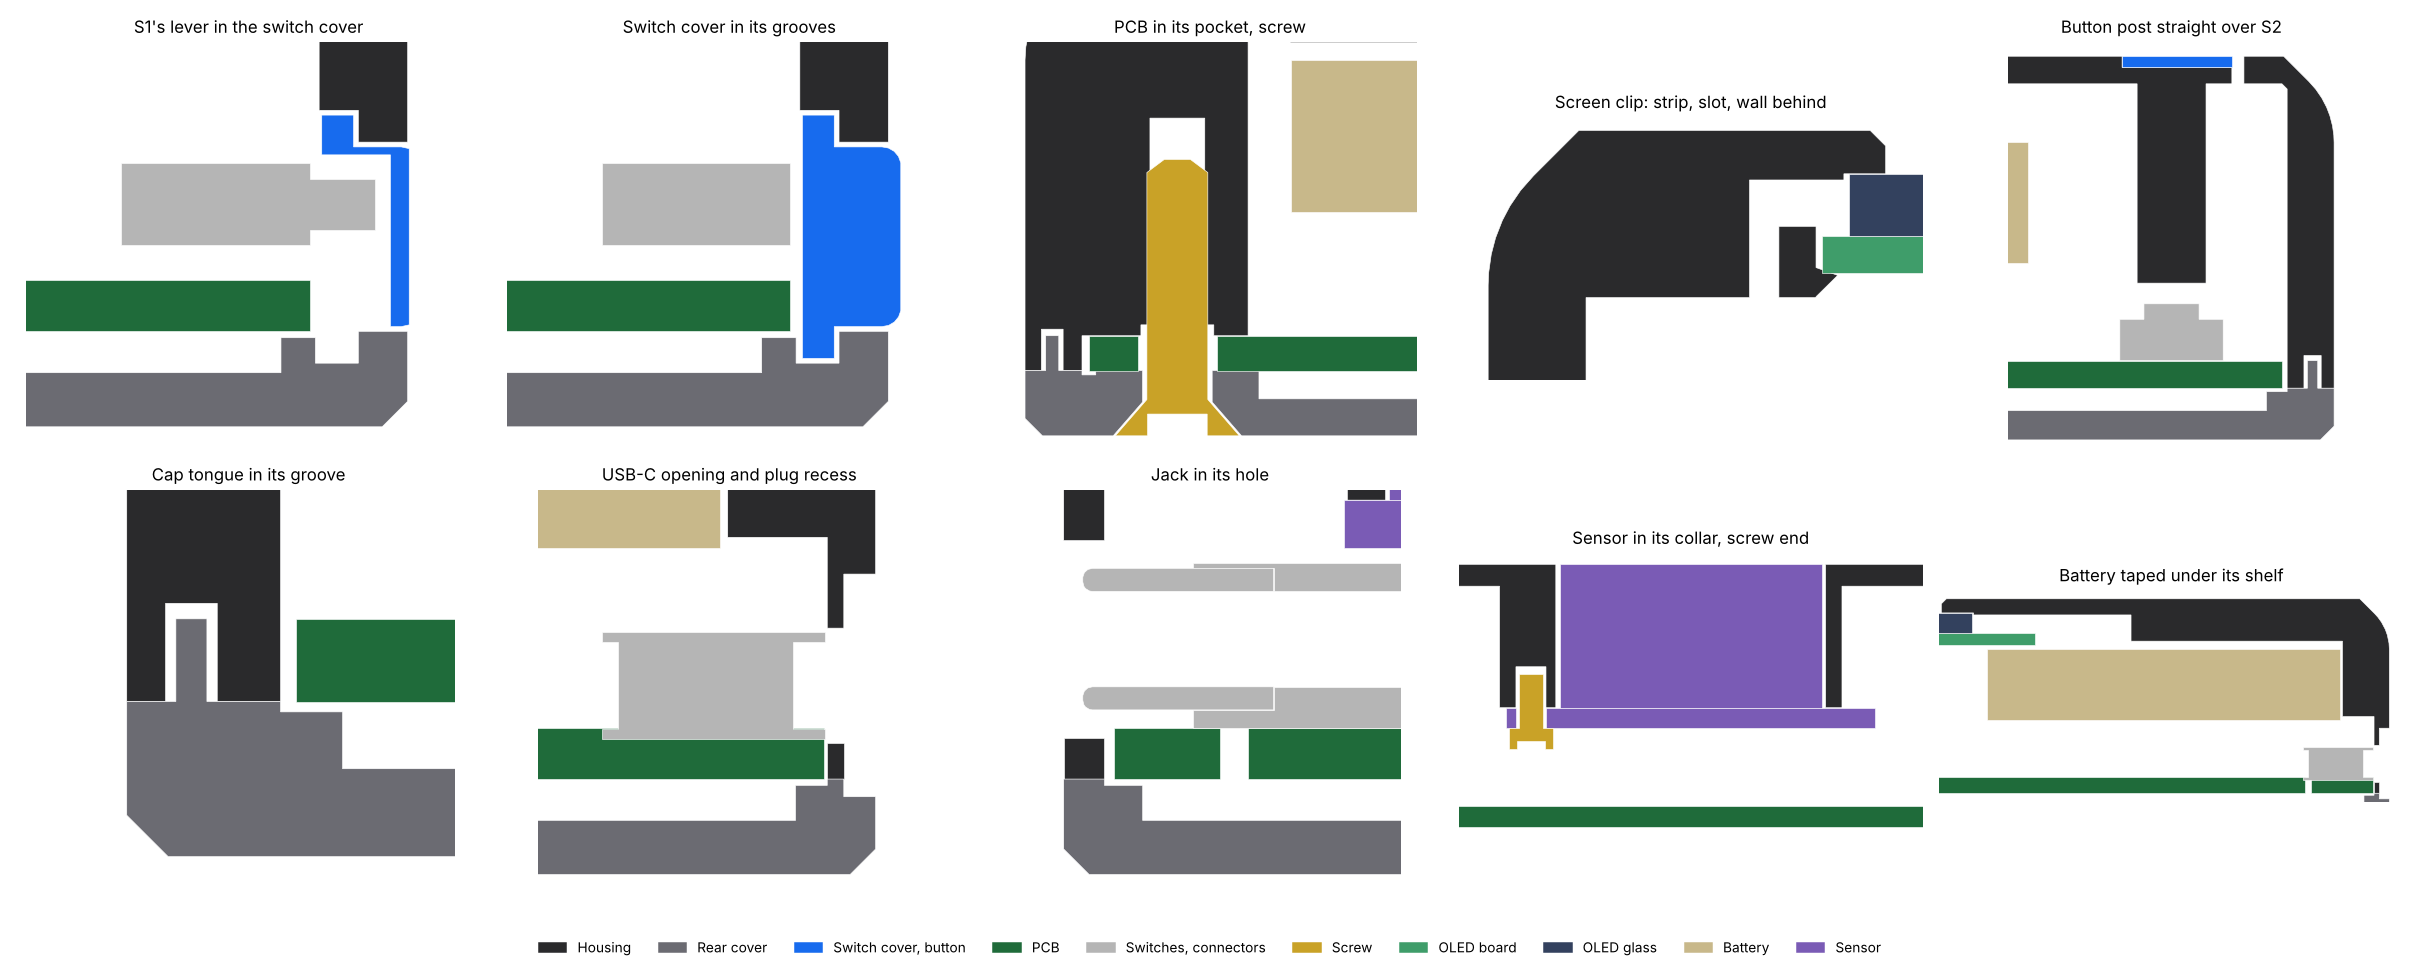 S1's lever in the switch cover
Switch cover in its grooves
PCB in its pocket, screw
Screen clip: strip, slot, wall behind
Button post straight over S2
Cap tongue in its groove
USB-C opening and plug recess
Jack in its hole
Sensor in its collar, screw end
Battery taped under its shelf
Housing
Rear cover
Switch cover, button
PCB
Switches, connectors
Screw
OLED board
OLED glass
Battery
Sensor